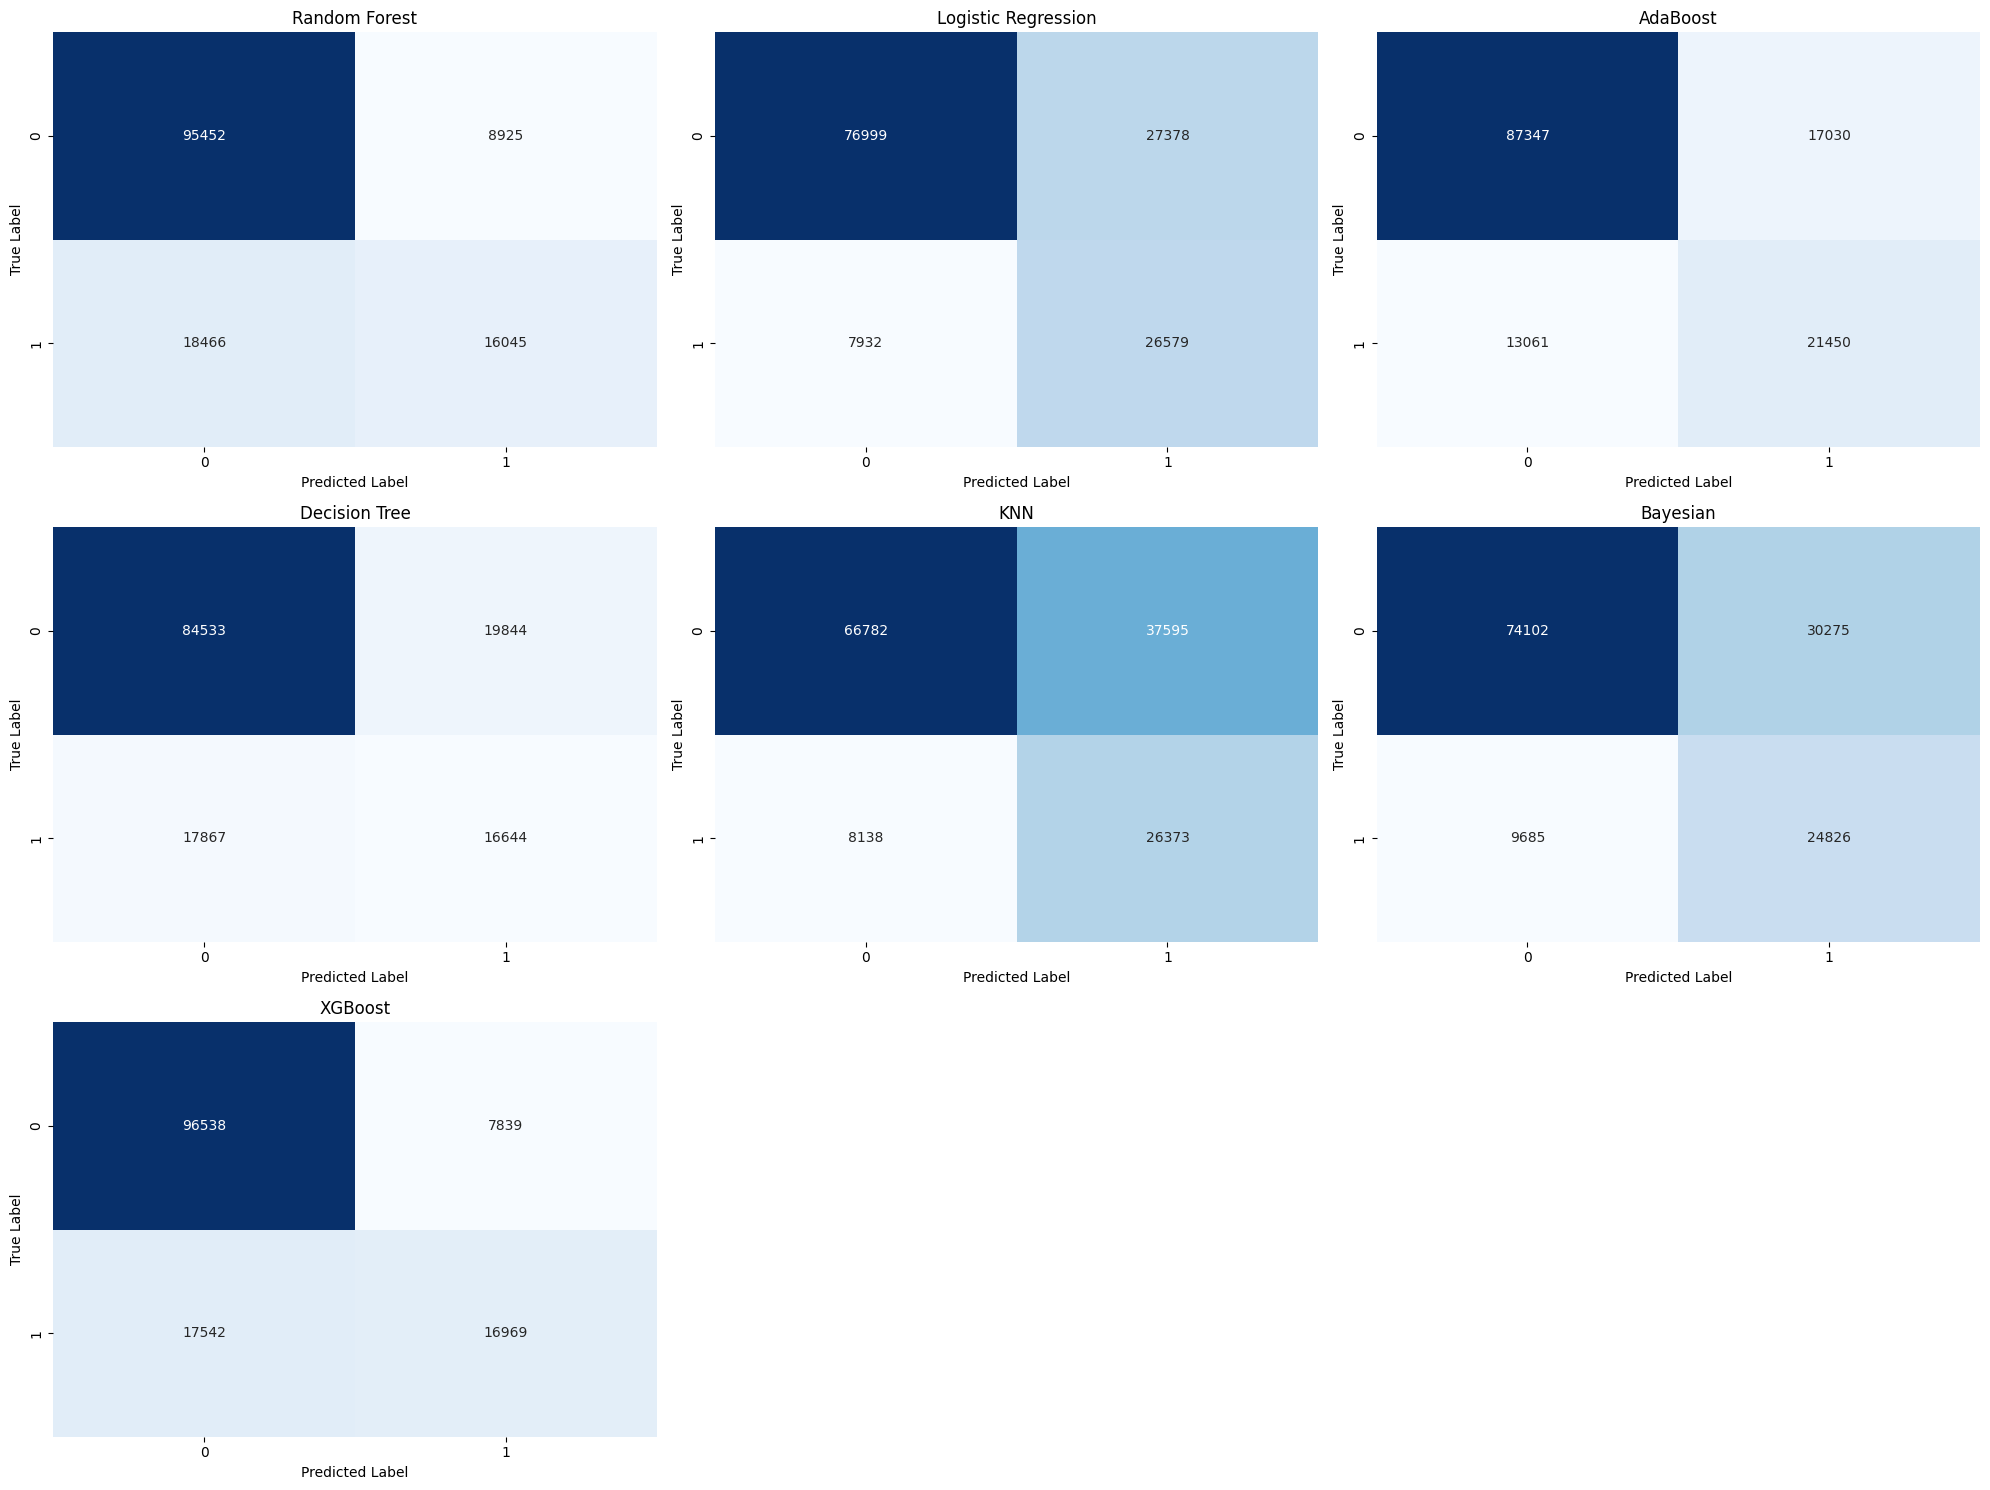 Random Forest
95452 8925
18466 16045
0
1
True Label
0 1
Predicted Label
Logistic Regression
76999 27378
7932 26579
0
1
True Label
0 1
Predicted Label
AdaBoost
87347 17030
13061 21450
0
1
True Label
0 1
Predicted Label
Decision Tree
84533 19844
17867 16644
0
1
True Label
0 1
Predicted Label
KNN
66782 37595
8138 26373
0
1
True Label
0 1
Predicted Label
Bayesian
74102 30275
9685 24826
0
1
True Label
0 1
Predicted Label
XGBoost
96538 7839
17542 16969
0
1
True Label
0 1
Predicted Label